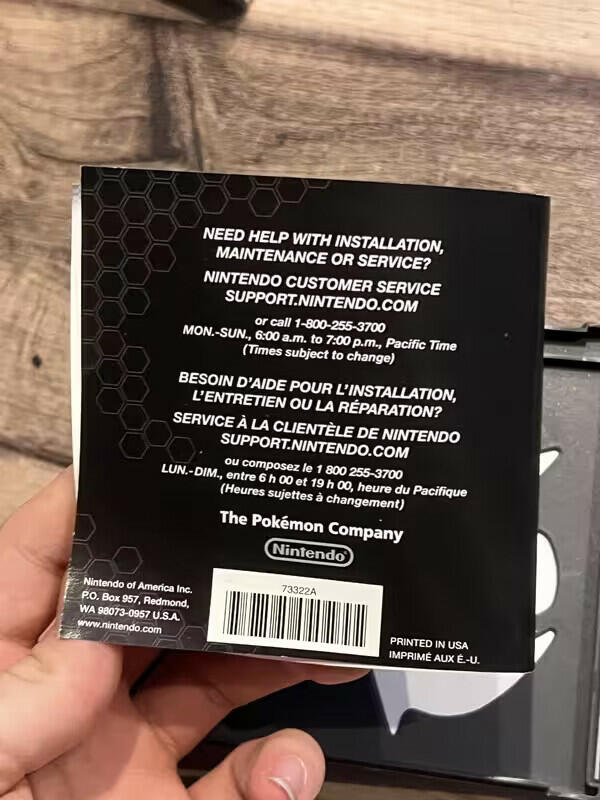 NEED HELP WITH INSTALLATION,
MAINTENANCE OR SERVICE?
NINTENDO CUSTOMER SERVICE
SUPPORT.NINTENDO.COM
or call 1-800-255-3700
MON.-SUN., 6:00 a.m. to 7:00 p.m., Pacific Time
(Times subject to change)
BESOIN D'AIDE POUR L'INSTALLATION,
L'ENTRETIEN OU LA RÉPARATION?
SERVICE À LA CLIENTÈLE DE NINTENDO
SUPPORT.NINTENDO.COM
ou composez le 1 800 255-3700
LUN.-DIM., entre 6 h 00 et 19 h 00, heure du Pacifique
(Heures sujettes à changement)
The Pokémon Company
Nintendo
Nintendo of America Inc.
P.O. Box 957, Redmond,
WA 98073-0957 U.S.A.
www.nintendo.com
73322A
PRINTED IN USA
IMPRIMÉ AUX É.-U.